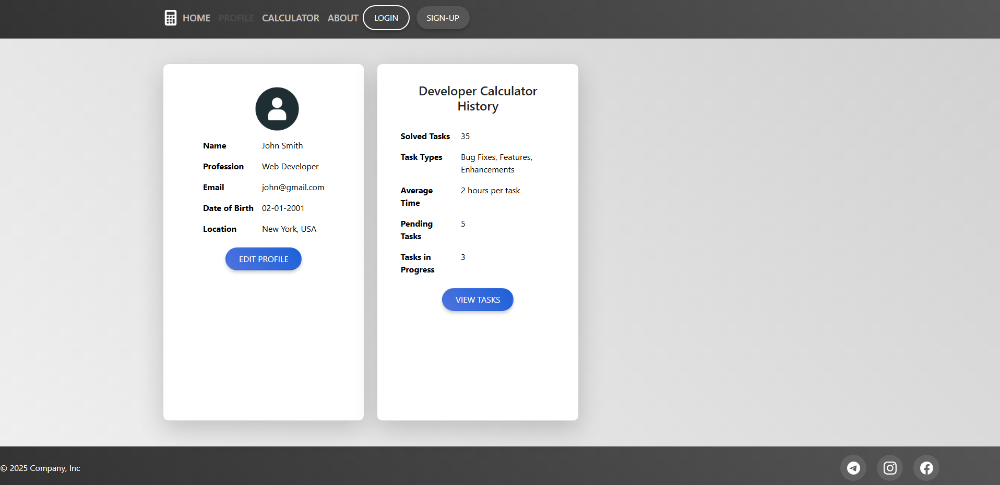 HOME PROFILE CALCULATOR ABOUT LOGIN SIGN-UP
Name John Smith
Profession Web Developer
Email john@gmail.com
Date of Birth 02-01-2001
Location New York, USA
EDIT PROFILE
Developer Calculator
History
Solved Tasks 35
Task Types Bug Fixes, Features,
Enhancements
Average 2 hours per task
Time
Pending 5
Tasks
Tasks in 3
Progress
VIEW TASKS
© 2025 Company, Inc